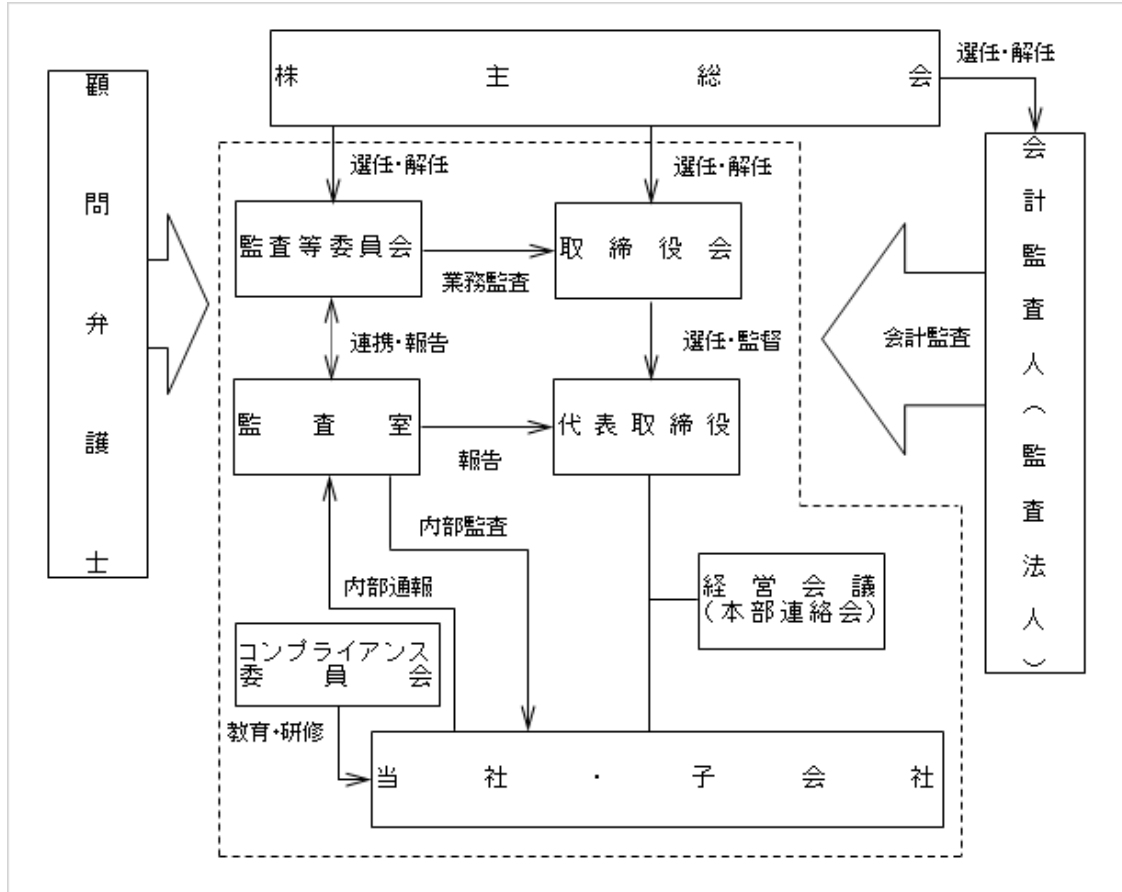 株主総会
選任・解任
顧問弁護士
会計監査人(監査法人)
選任・解任
選任・解任
監査等委員会
取締役会
業務監査
連携・報告
選任・監督
会計監査
監査室
代表取締役
報告
内部監査
内部通報
経営会議
(本部連絡会)
コンプライアンス
委員会
教育・研修
当社・子会社